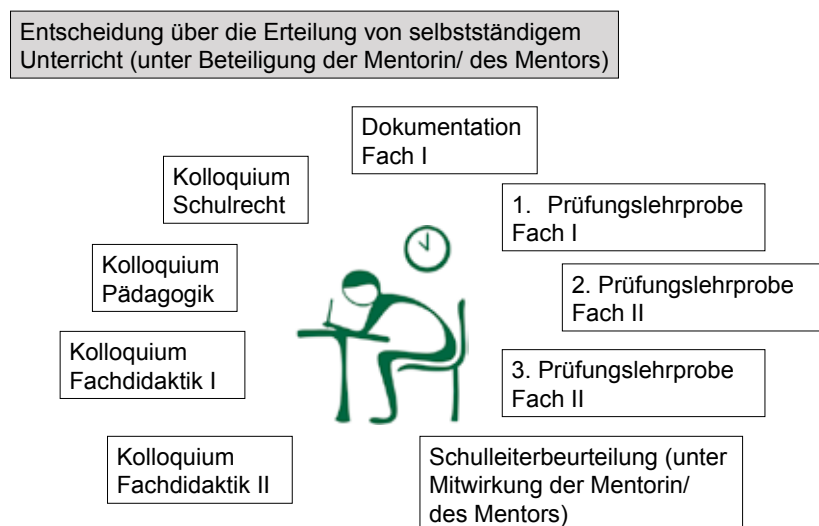 Entscheidung über die Erteilung von selbstständigem
Unterricht (unter Beteiligung der Mentorin/ des Mentors)
Dokumentation
Fach I
Kolloquium
Schulrecht
1. Prüfungslehrprobe
Fach I
Kolloquium
Pädagogik
2. Prüfungslehrprobe
Fach II
Kolloquium
Fachdidaktik I
3. Prüfungslehrprobe
Fach II
Kolloquium
Fachdidaktik II
Schulleiterbeurteilung (unter
Mitwirkung der Mentorin/
des Mentors)